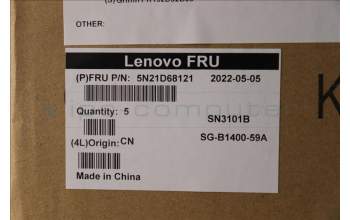 OTHER:
Lenovo FRU
(P)FRU P/N: 5N21D68121 2022-05-05
Quantity: 5
SN3101B
(4L)Origin: CN
SG-B1400-59A
Made in China
K